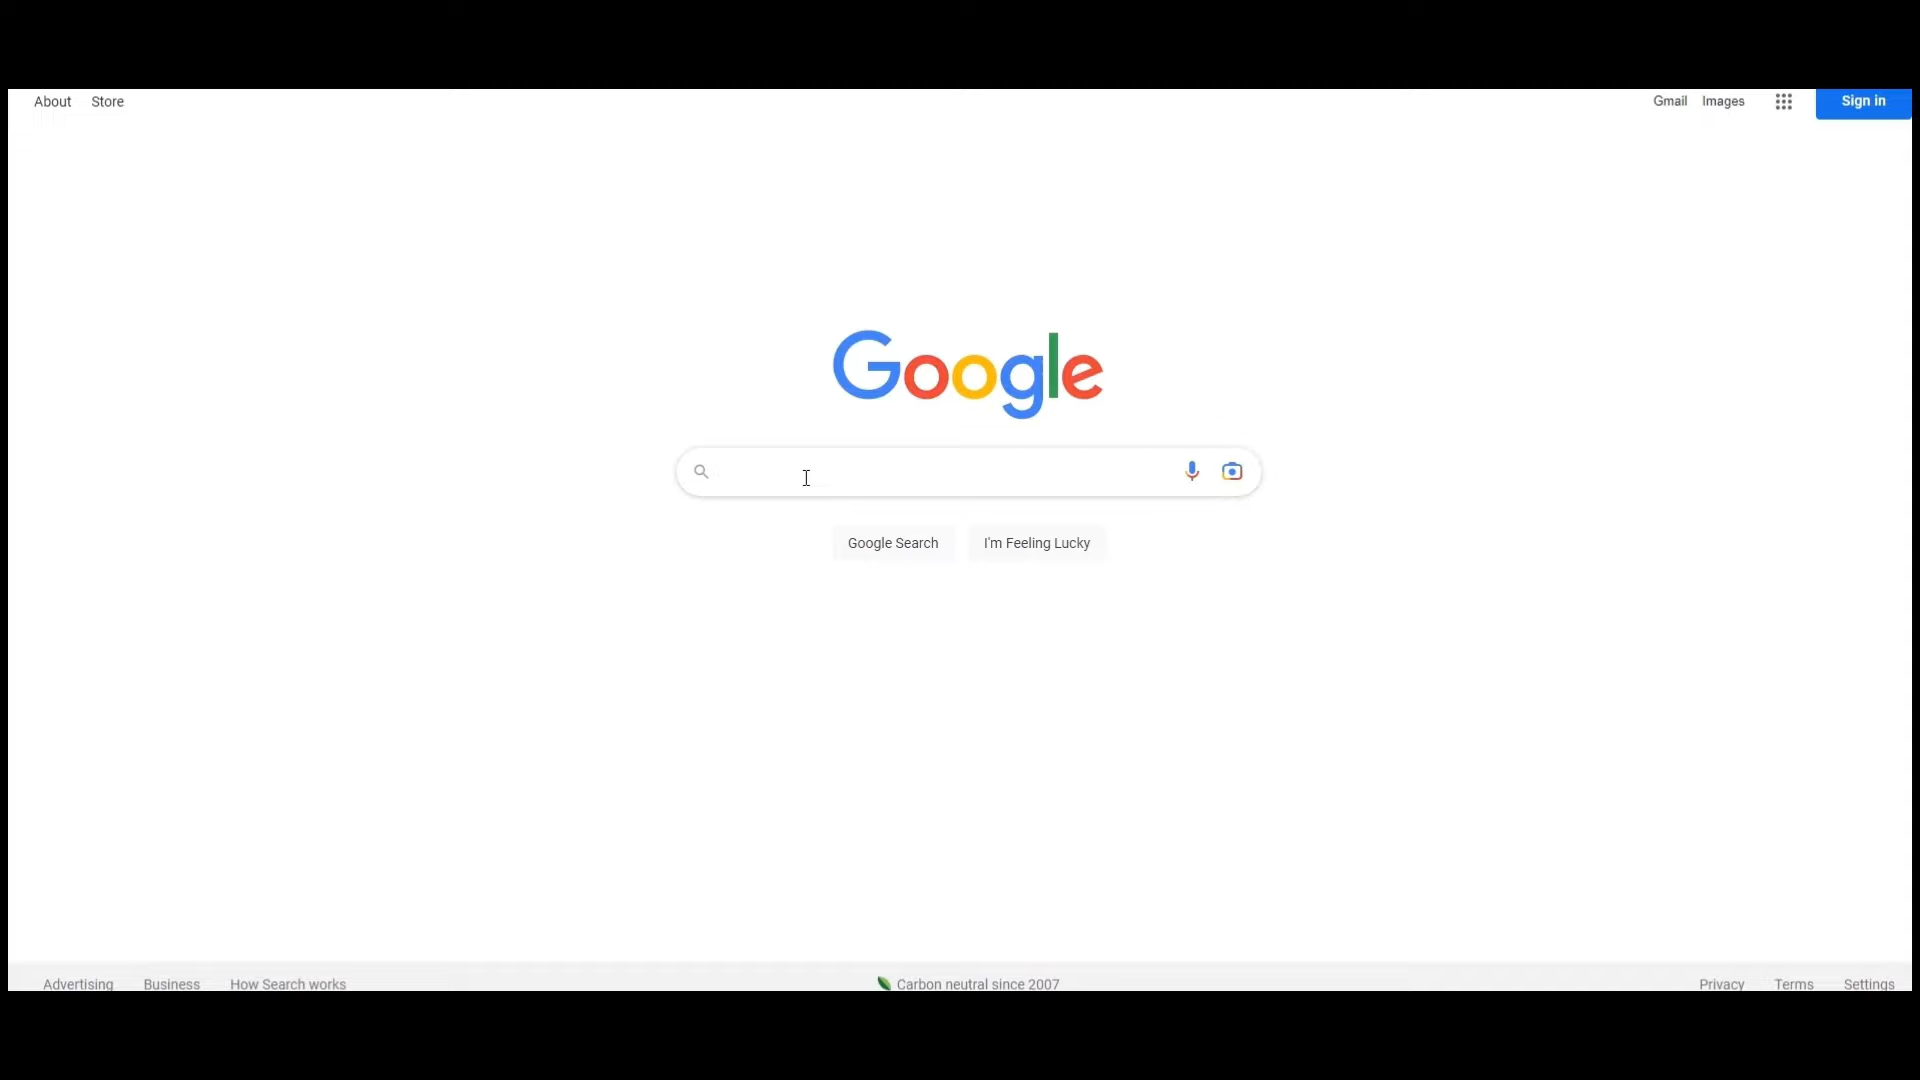 About Store
Gmail Images Sign in
Google
Google Search I'm Feeling Lucky
Advertising Business How Search works Carbon neutral since 2007 Privacy Terms Settings